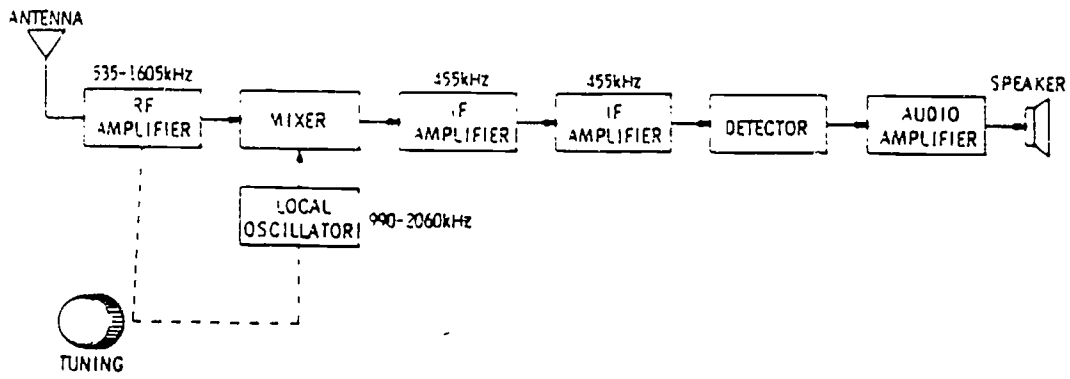 ANTENNA
535-1605kHz
RF
AMPLIFIER
MIXER
455kHz
IF
AMPLIFIER
455kHz
IF
AMPLIFIER
DETECTOR
AUDIO
AMPLIFIER
SPEAKER
LOCAL
OSCILLATOR
990-2060kHz
TUNING